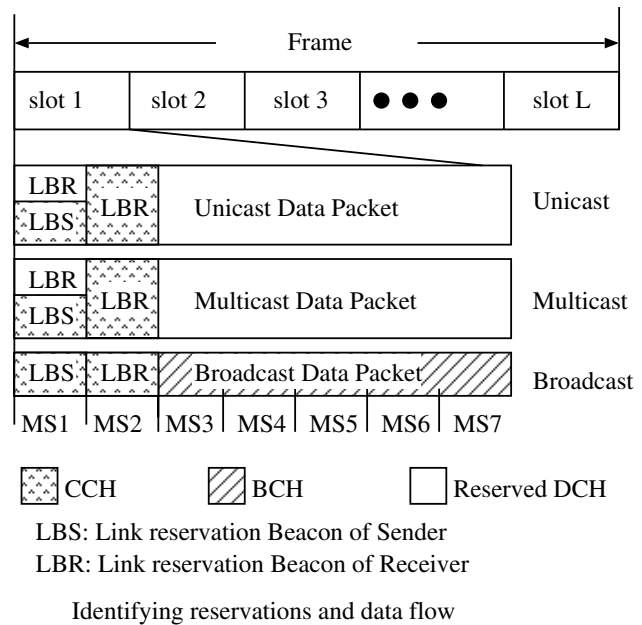 Frame
slot 1 slot 2 slot 3 ● ● ● slot L
LBR
LBS
LBR
Unicast Data Packet
Unicast
LBR
LBS
LBR
Multicast Data Packet
Multicast
LBS LBR Broadcast Data Packet
Broadcast
MS1 MS2 MS3 MS4 MS5 MS6 MS7
CCH BCH Reserved DCH
LBS: Link reservation Beacon of Sender
LBR: Link reservation Beacon of Receiver
Identifying reservations and data flow